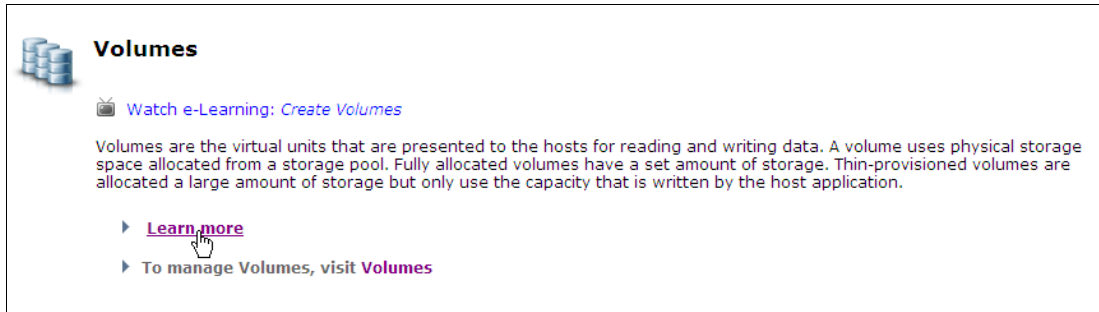 Volumes
Watch e-Learning: Create Volumes
Volumes are the virtual units that are presented to the hosts for reading and writing data. A volume uses physical storage
space allocated from a storage pool. Fully allocated volumes have a set amount of storage. Thin-provisioned volumes are
allocated a large amount of storage but only use the capacity that is written by the host application.
Learn more
To manage Volumes, visit Volumes